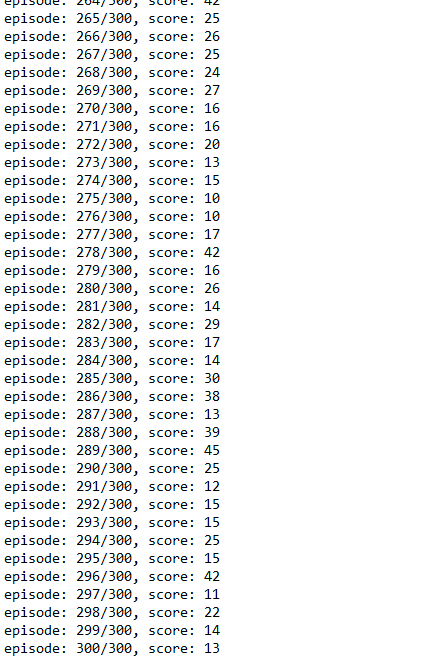 episode: 264/300, score: 42
episode: 265/300, score: 25
episode: 266/300, score: 26
episode: 267/300, score: 25
episode: 268/300, score: 24
episode: 269/300, score: 27
episode: 270/300, score: 16
episode: 271/300, score: 16
episode: 272/300, score: 20
episode: 273/300, score: 13
episode: 274/300, score: 15
episode: 275/300, score: 10
episode: 276/300, score: 10
episode: 277/300, score: 17
episode: 278/300, score: 42
episode: 279/300, score: 16
episode: 280/300, score: 26
episode: 281/300, score: 14
episode: 282/300, score: 29
episode: 283/300, score: 17
episode: 284/300, score: 14
episode: 285/300, score: 30
episode: 286/300, score: 38
episode: 287/300, score: 13
episode: 288/300, score: 39
episode: 289/300, score: 45
episode: 290/300, score: 25
episode: 291/300, score: 12
episode: 292/300, score: 15
episode: 293/300, score: 15
episode: 294/300, score: 25
episode: 295/300, score: 15
episode: 296/300, score: 42
episode: 297/300, score: 11
episode: 298/300, score: 22
episode: 299/300, score: 14
episode: 300/300, score: 13